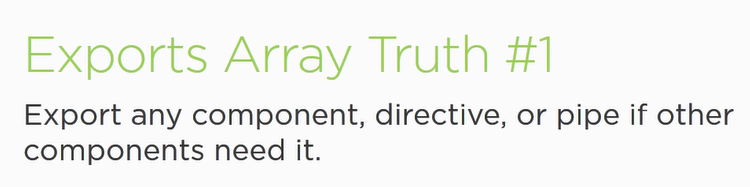 Exports Array Truth #1
Export any component, directive, or pipe if other
components need it.